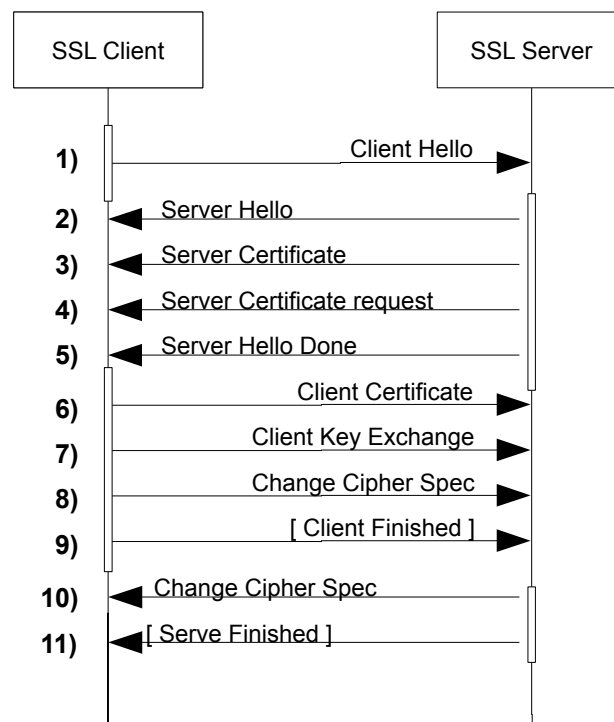 SSL Client
SSL Server
1) Client Hello
2) Server Hello
3) Server Certificate
4) Server Certificate request
5) Server Hello Done
6) Client Certificate
7) Client Key Exchange
8) Change Cipher Spec
9) [ Client Finished ]
10) Change Cipher Spec
11) [ Serve Finished ]